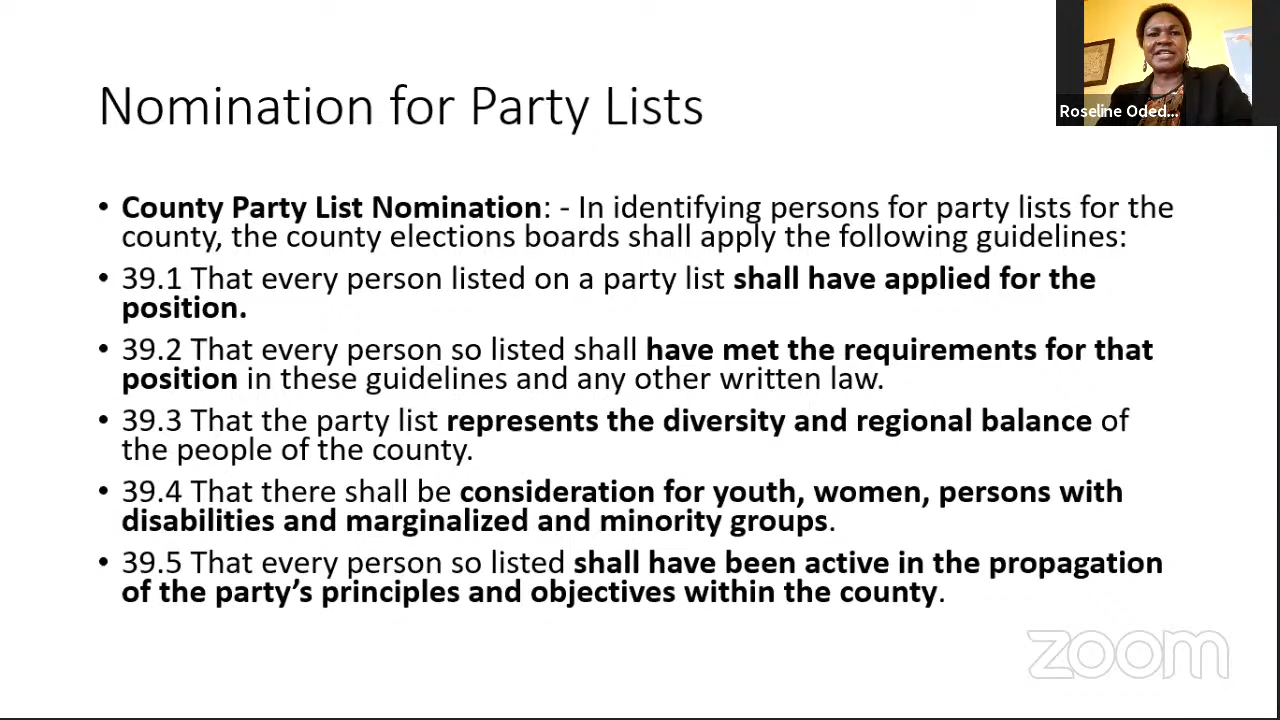 Nomination for Party Lists
Roseline Oded...
• County Party List Nomination: - In identifying persons for party lists for the
county, the county elections boards shall apply the following guidelines:
• 39.1 That every person listed on a party list shall have applied for the
position.
• 39.2 That every person so listed shall have met the requirements for that
position in these guidelines and any other written law.
• 39.3 That the party list represents the diversity and regional balance of
the people of the county.
• 39.4 That there shall be consideration for youth, women, persons with
disabilities and marginalized and minority groups.
• 39.5 That every person so listed shall have been active in the propagation
of the party’s principles and objectives within the county.
zoom